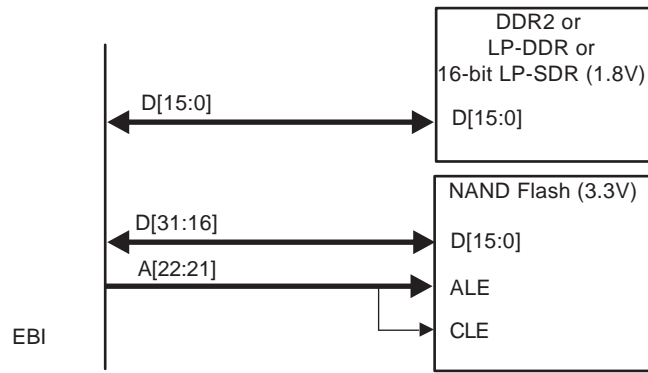 DDR2 or
LP-DDR or
16-bit LP-SDR (1.8V)
D[15:0]
D[15:0]
NAND Flash (3.3V)
D[31:16]
D[15:0]
A[22:21]
ALE
CLE
EBI